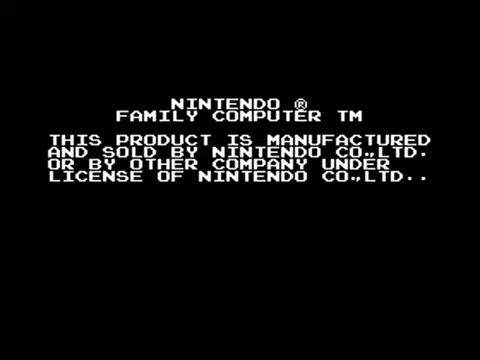 NINTENDO ®
FAMILY COMPUTER TM
THIS PRODUCT IS MANUFACTURED
AND SOLD BY NINTENDO CO.,LTD.
OR BY OTHER COMPANY UNDER
LICENSE OF NINTENDO CO.,LTD..